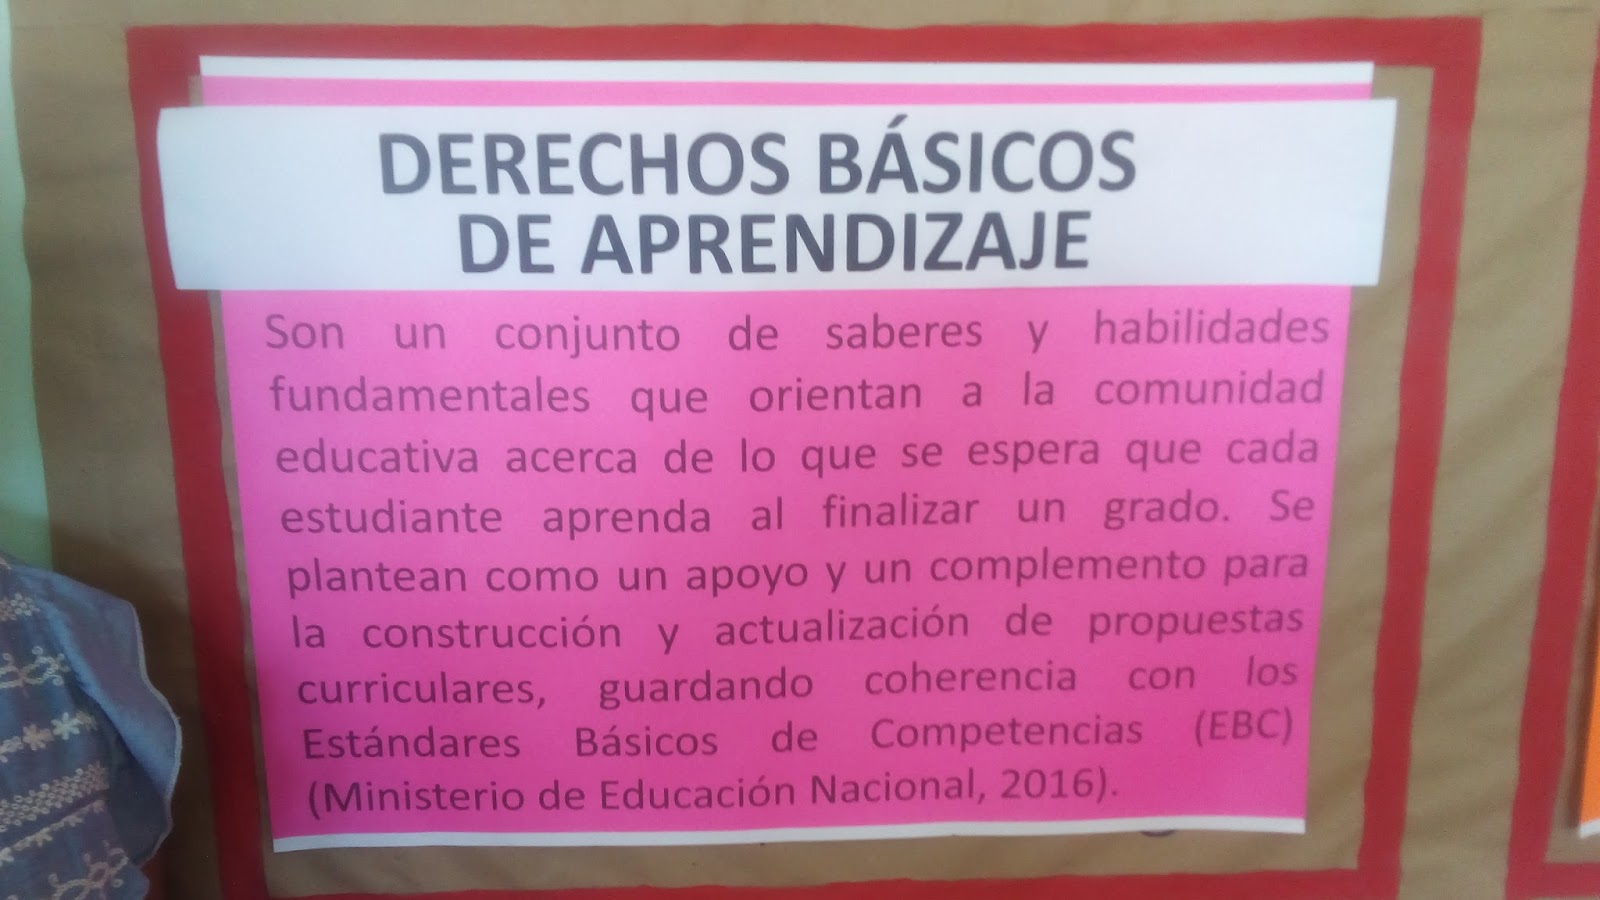 DERECHOS BÁSICOS
DE APRENDIZAJE
Son un conjunto de saberes y habilidades
fundamentales que orientan a la comunidad
educativa acerca de lo que se espera que cada
estudiante aprenda al finalizar un grado. Se
plantean como un apoyo y un complemento para
la construcción y actualización de propuestas
curriculares, guardando coherencia con los
Estándares Básicos de Competencias (EBC)
(Ministerio de Educación Nacional, 2016).